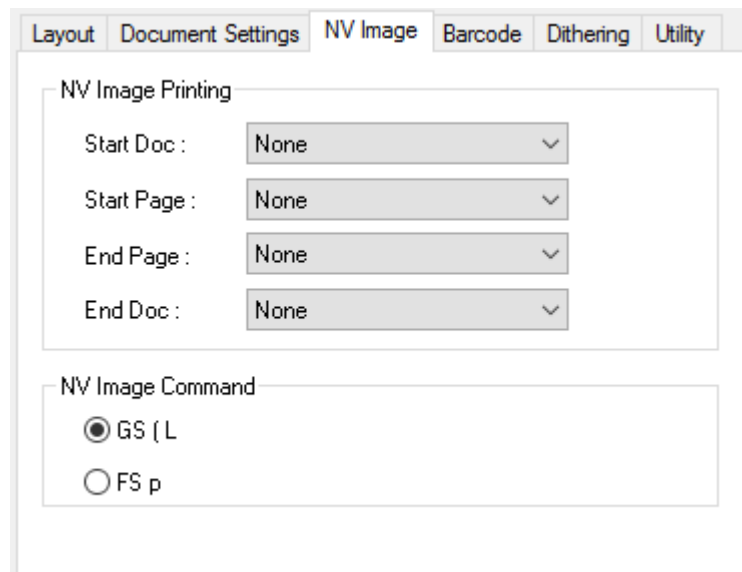 Layout Document Settings NV Image Barcode Dithering Utility
NV Image Printing
Start Doc : None
Start Page : None
End Page : None
End Doc : None
NV Image Command
GS ( L
FS p